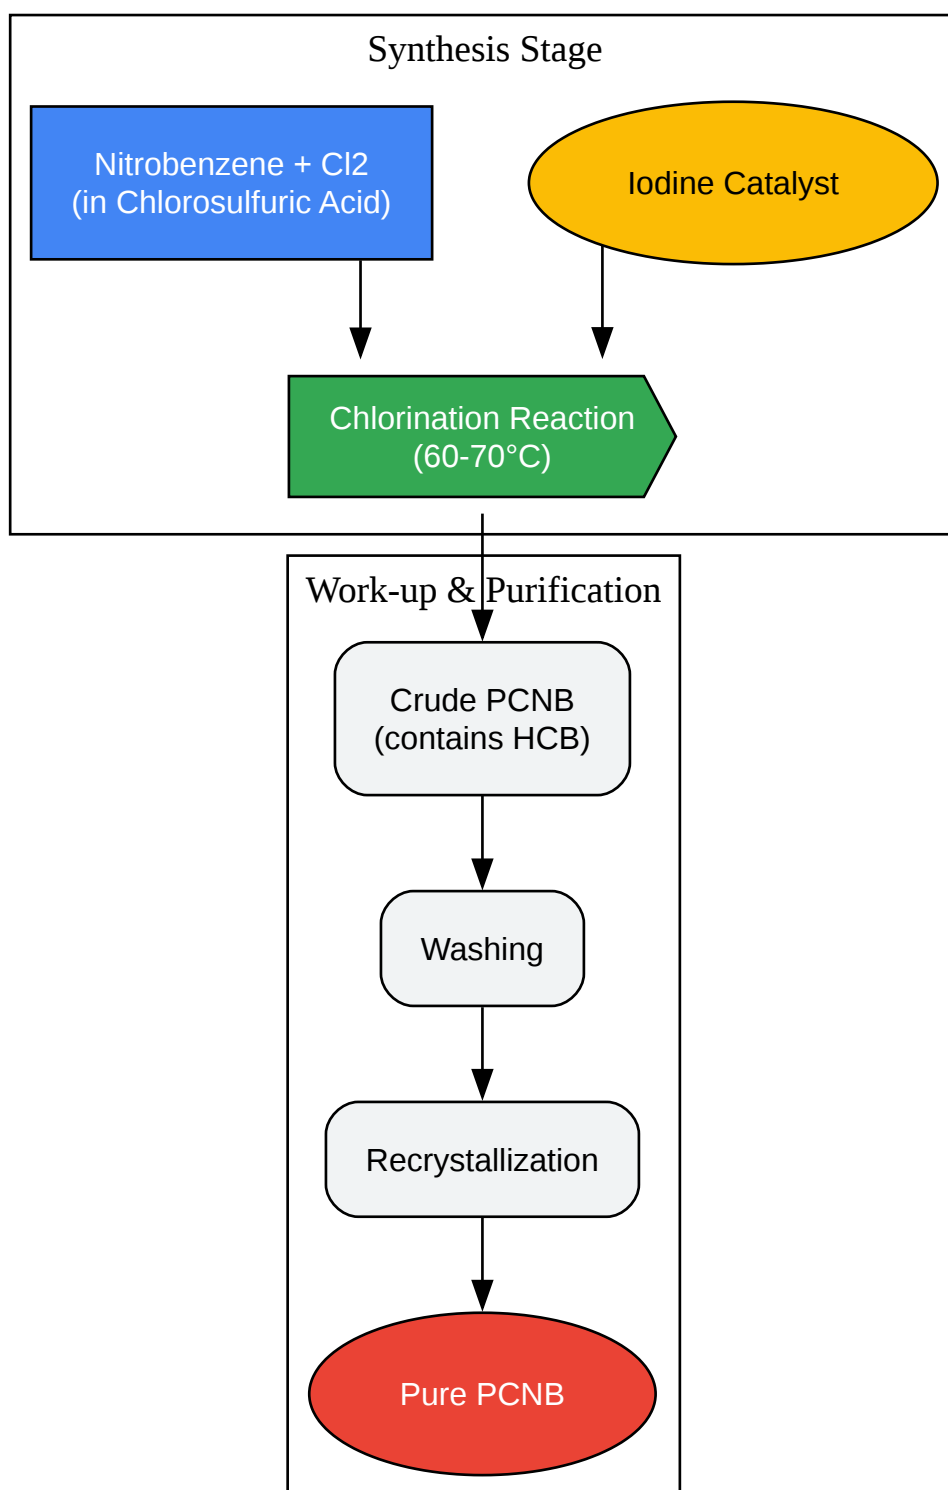 Synthesis Stage
Nitrobenzene + Cl2
(in Chlorosulfuric Acid)
Iodine Catalyst
Chlorination Reaction
(60-70°C)
Work-up & Purification
Crude PCNB
(contains HCB)
Washing
Recrystallization
Pure PCNB